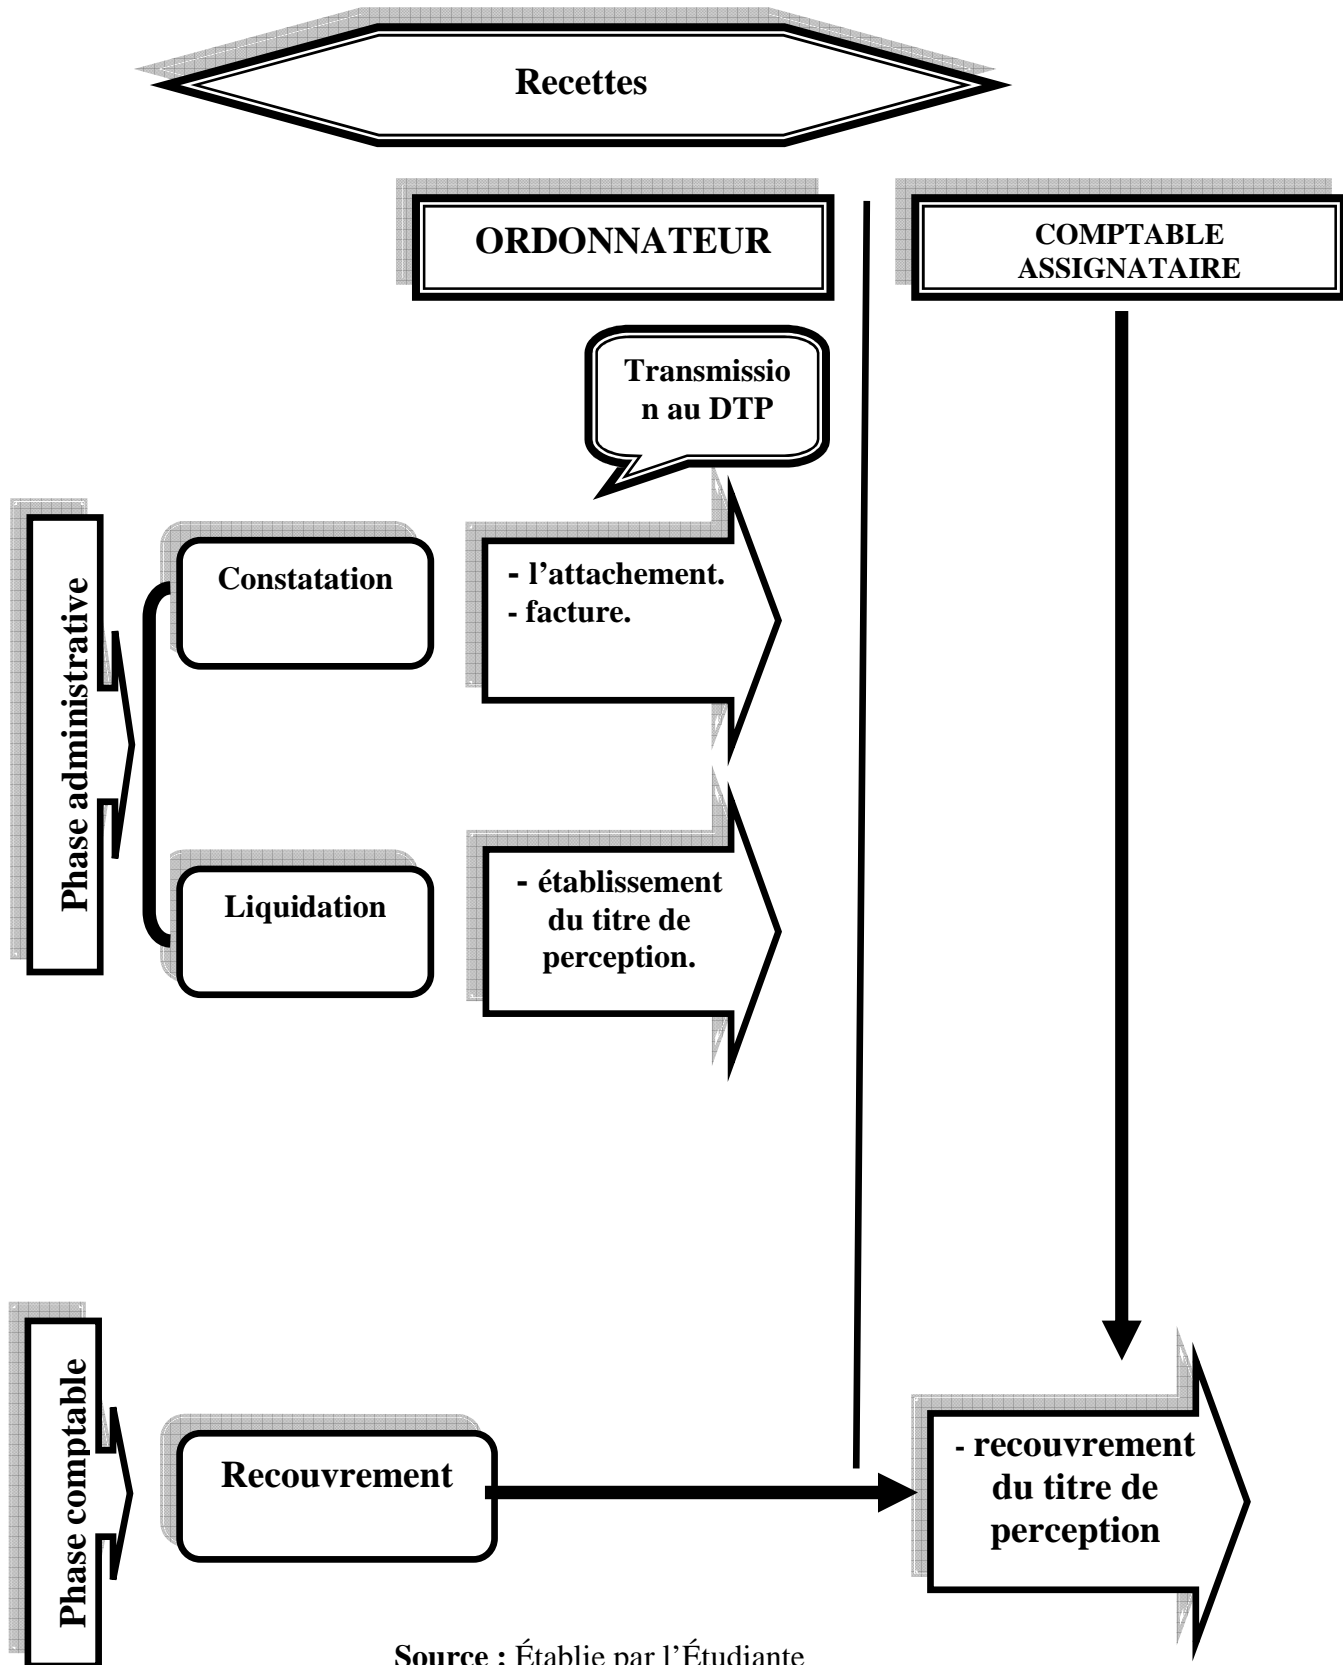 Recettes
ORDONNATEUR
COMPTABLE
ASSIGNATAIRE
Transmissio
n au DTP
Phase administrative
Constatation
- l’attachement.
- facture.
Liquidation
- établissement
du titre de
perception.
Phase comptable
Recouvrement
- recouvrement
du titre de
perception
Source : Établie par l’Étudiante